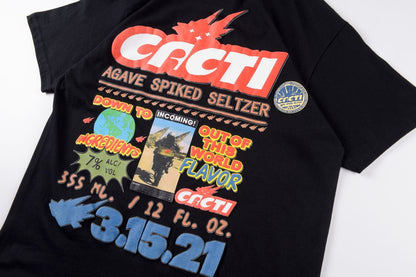 CACTI
AGAVE SPIKED SELTZER
CACTI
DOWN TO
INGREDIENTS
INCOMING!
OUT OF
THIS
WORLD
FLAVOR
7% ALC/
VOL
CACTI
355 ML. / 12 FL. OZ.
3.15.21